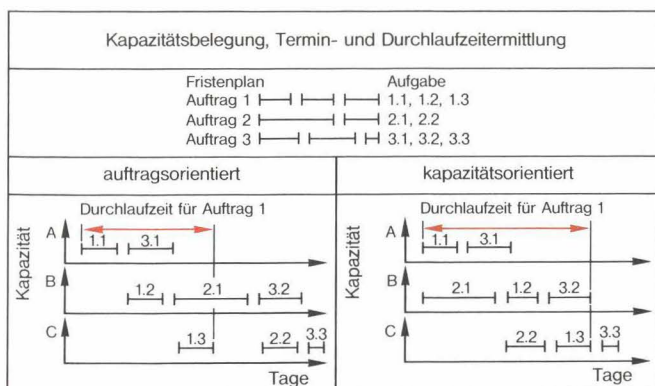 Kapazitätsbelegung, Termin- und Durchlaufzeitermittlung
Fristenplan Aufgabe
Auftrag 1 1.1, 1.2, 1.3
Auftrag 2 2.1, 2.2
Auftrag 3 3.1, 3.2, 3.3
auftragsorientiert
Durchlaufzeit für Auftrag 1
Kapazität
A
1.1 3.1
B
1.2 2.1 3.2
C
1.3 2.2 3.3
Tage
kapazitätsorientiert
Durchlaufzeit für Auftrag 1
Kapazität
A
1.1 3.1
B
2.1 1.2 3.2
C
2.2 1.3 3.3
Tage